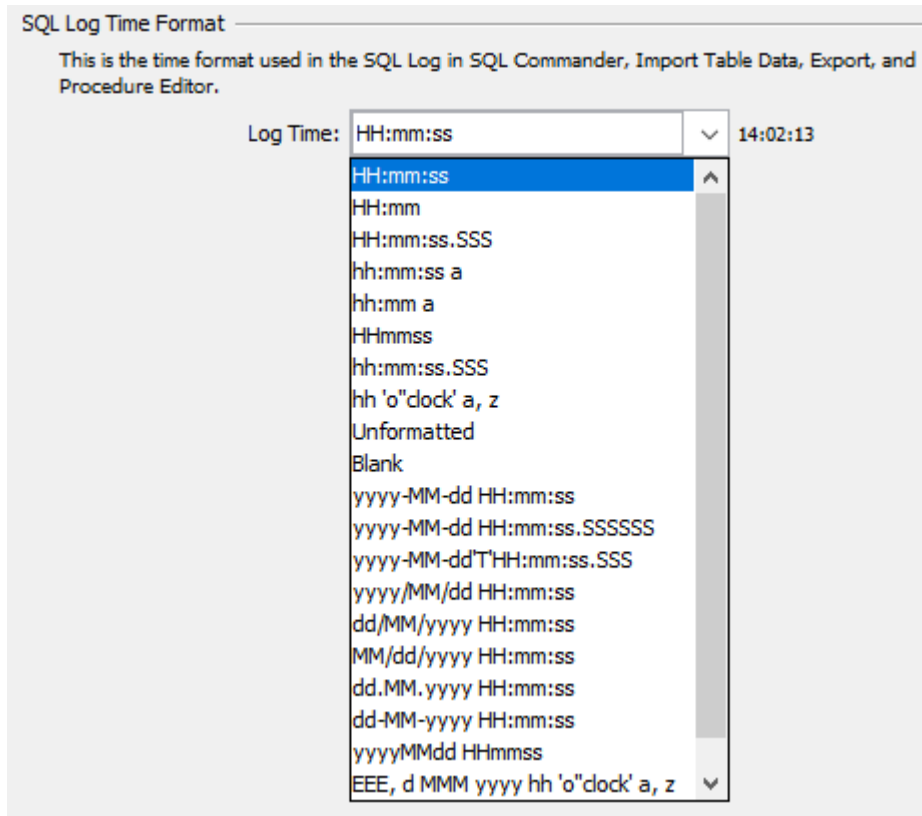 SQL Log Time Format
This is the time format used in the SQL Log in SQL Commander, Import Table Data, Export, and
Procedure Editor.
Log Time: HH:mm:ss 14:02:13
HH:mm:ss
HH:mm
HH:mm:ss.SSS
hh:mm:ss a
hh:mm a
HHmmss
hh:mm:ss.SSS
hh 'o''clock' a, z
Unformatted
Blank
yyyy-MM-dd HH:mm:ss
yyyy-MM-dd HH:mm:ss.SSSSSS
yyyy-MM-dd'T'HH:mm:ss.SSS
yyyy/MM/dd HH:mm:ss
dd/MM/yyyy HH:mm:ss
MM/dd/yyyy HH:mm:ss
dd.MM.yyyy HH:mm:ss
dd-MM-yyyy HH:mm:ss
yyyyMMdd HHmmss
EEE, d MMM yyyy hh 'o''clock' a, z